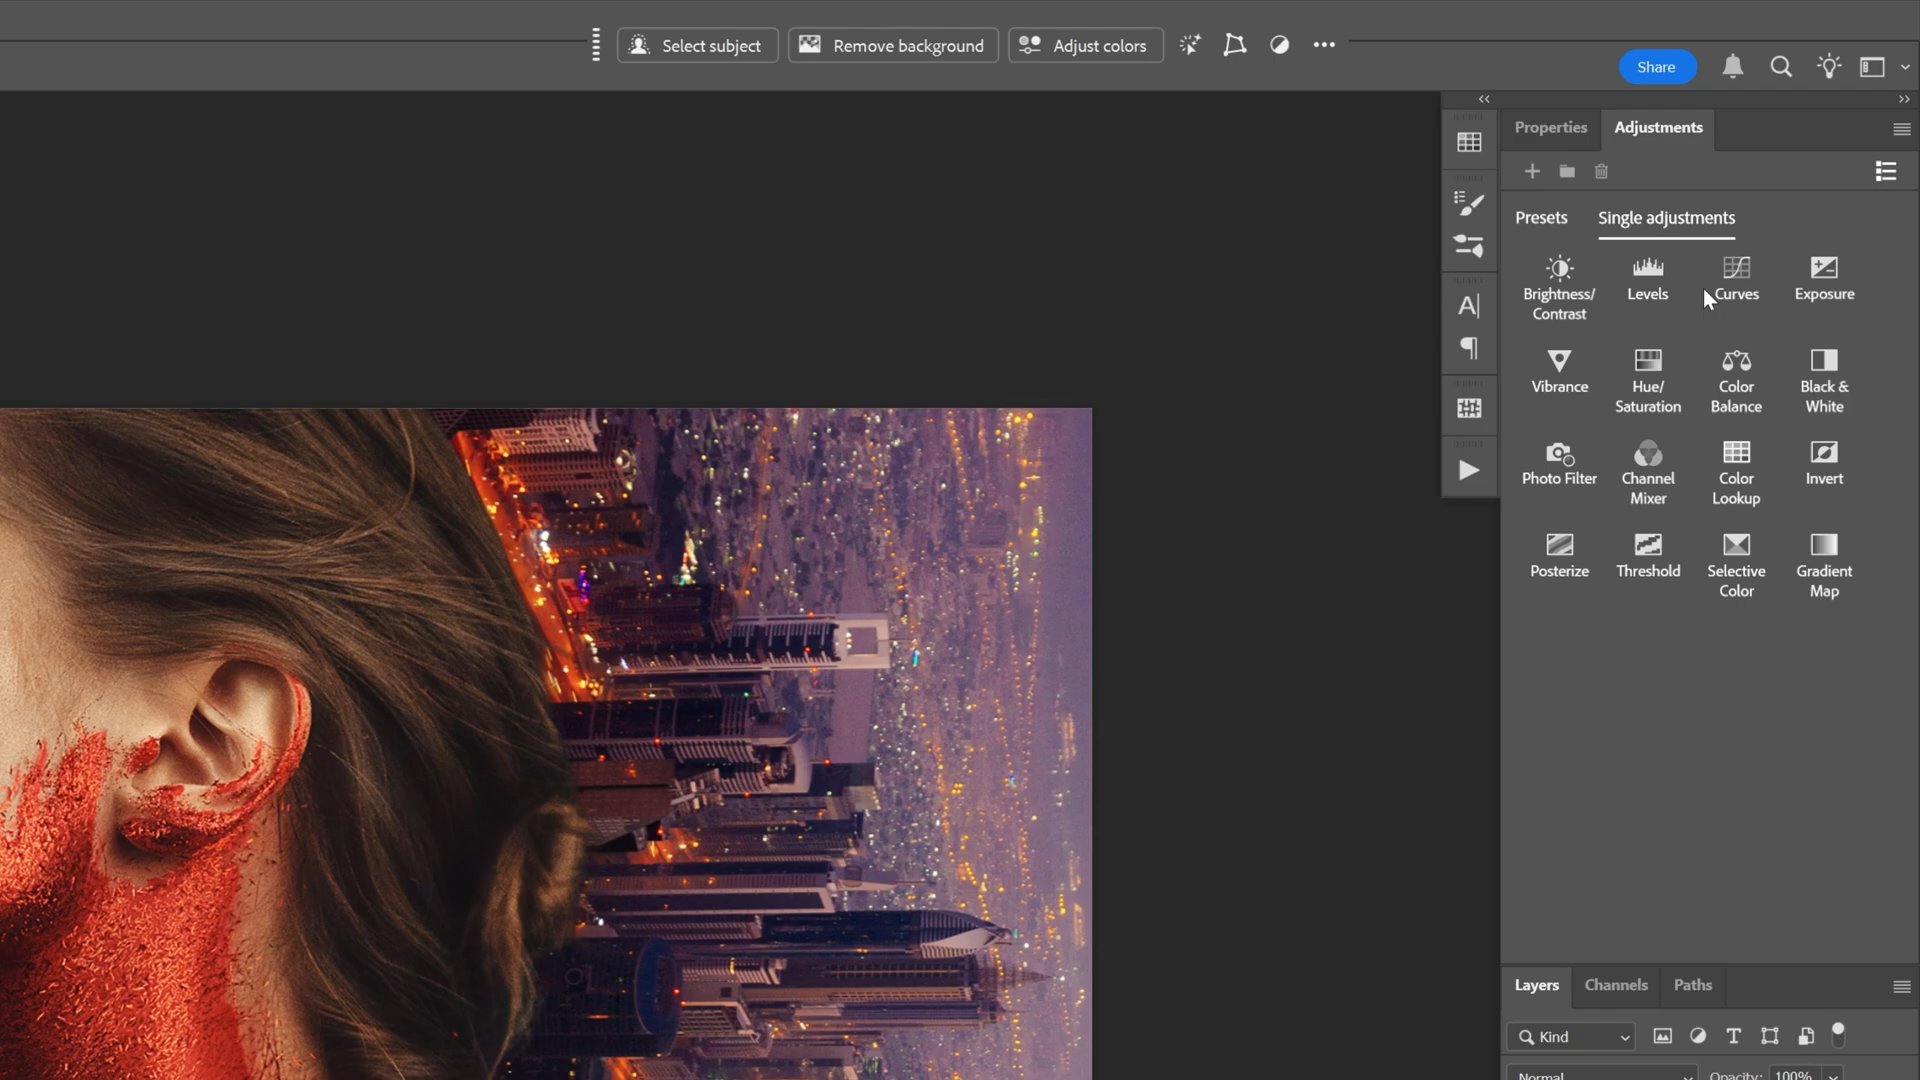 Select subject
Remove background
Adjust colors
Share
Properties
Adjustments
Presets
Single adjustments
Brightness/
Contrast
Levels
Curves
Exposure
Vibrance
Hue/
Saturation
Color
Balance
Black &
White
Photo Filter
Channel
Mixer
Color
Lookup
Invert
Posterize
Threshold
Selective
Color
Gradient
Map
Layers
Channels
Paths
Kind
Normal
Opacity: 100%